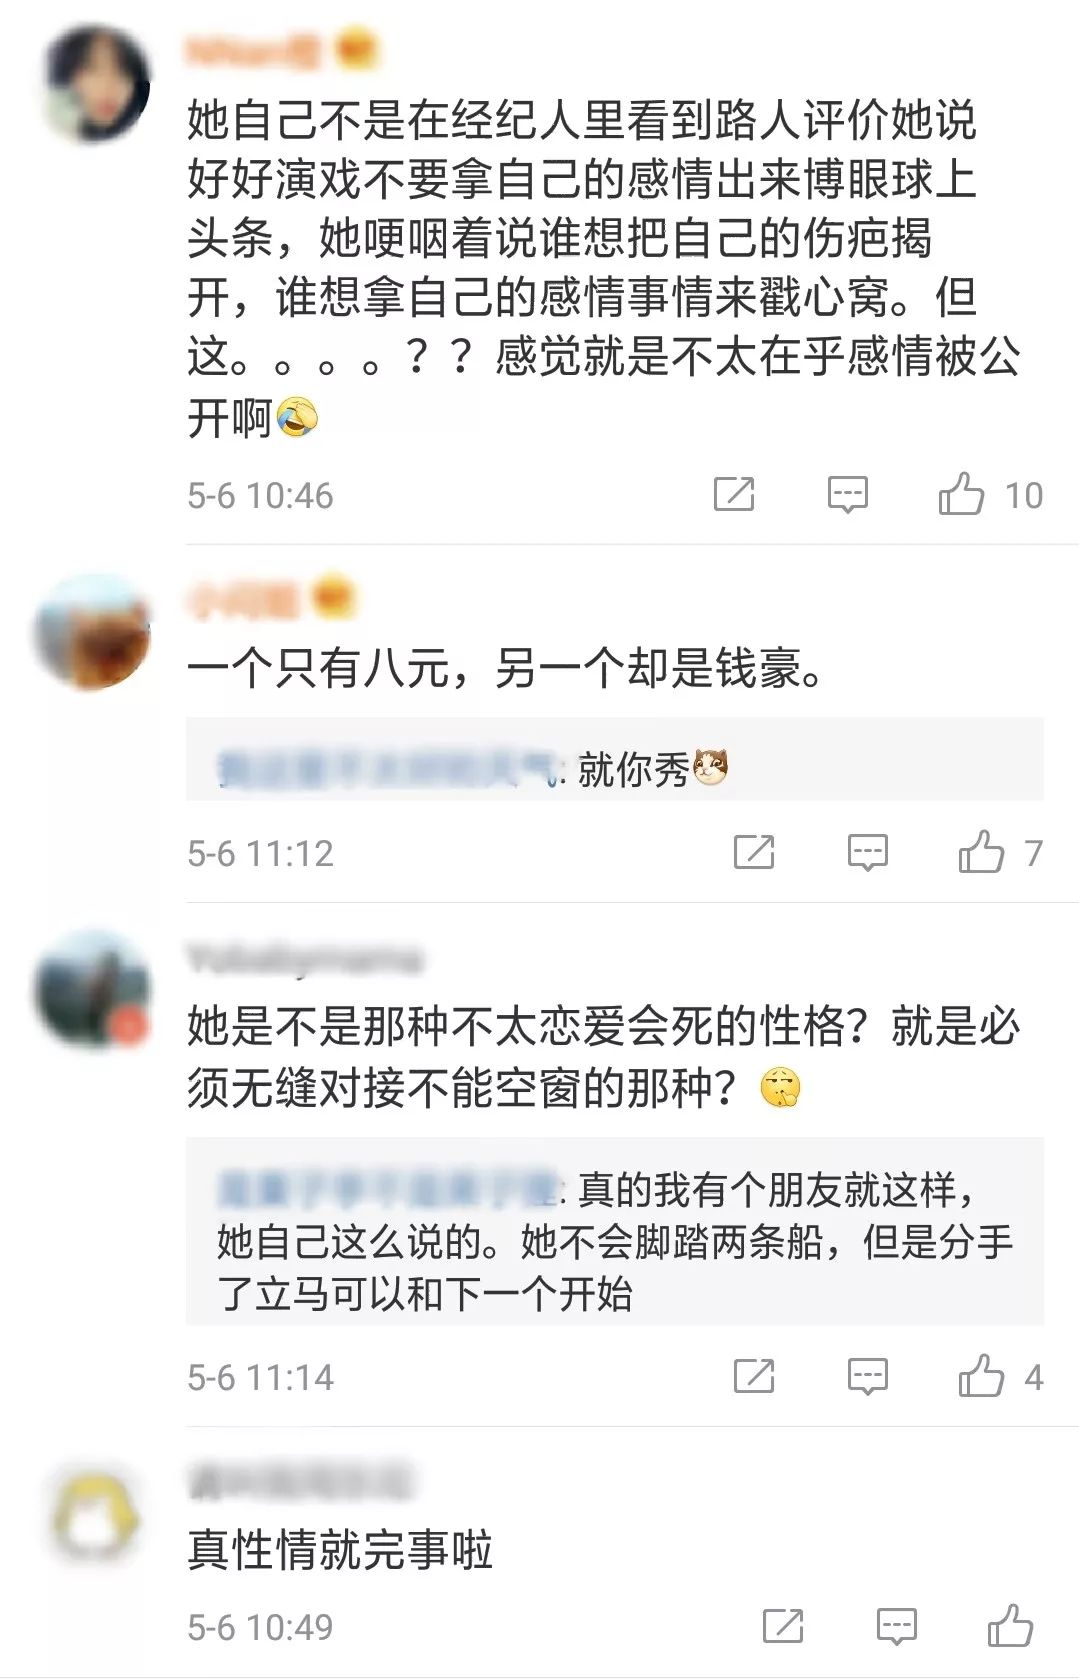 她自己不是在经纪人里看到路人评价她说
好好演戏不要拿自己的感情出来博眼球上
头条，她哽咽着说谁想把自己的伤疤揭
开，谁想拿自己的感情事情来戳心窝。但
这。。。。？？感觉就是不太在乎感情被公
开啊
5-6 10:46
10
一个只有八元，另一个却是钱豪。
: 就你秀
5-6 11:12
7
她是不是那种不太恋爱会死的性格？就是必
须无缝对接不能空窗的那种？
: 真的我有个朋友就这样，
她自己这么说的。她不会脚踏两条船，但是分手
了立马可以和下一个开始
5-6 11:14
4
真性情就完事啦
5-6 10:49